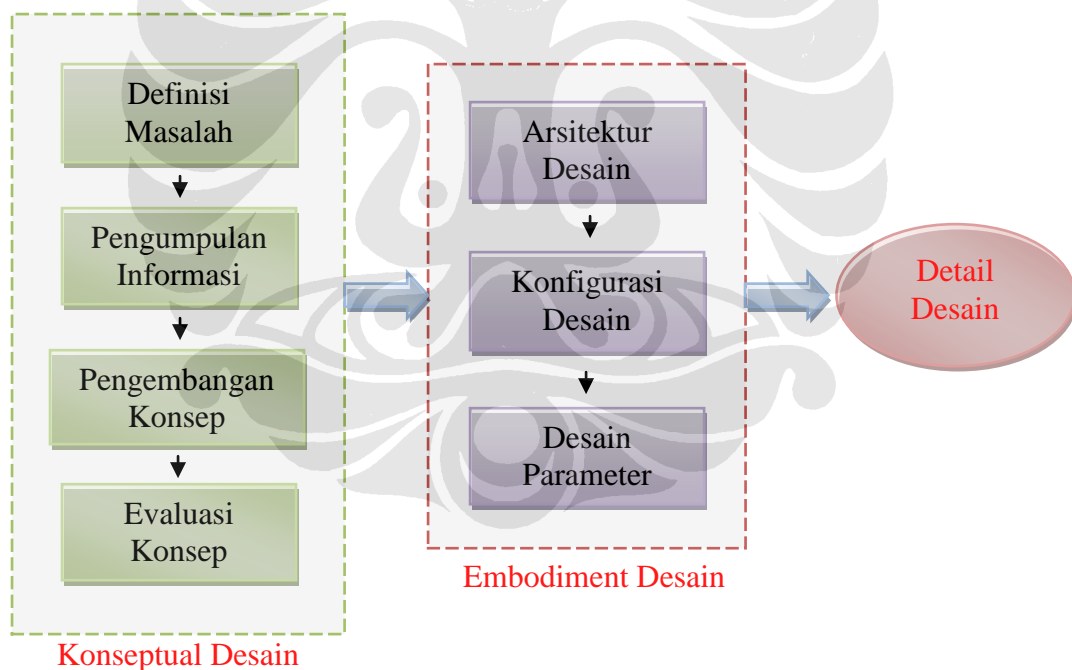 Definisi
Masalah
Pengumpulan
Informasi
Pengembangan
Konsep
Evaluasi
Konsep
Konseptual Desain
Arsitektur
Desain
Konfigurasi
Desain
Desain
Parameter
Embodiment Desain
Detail
Desain